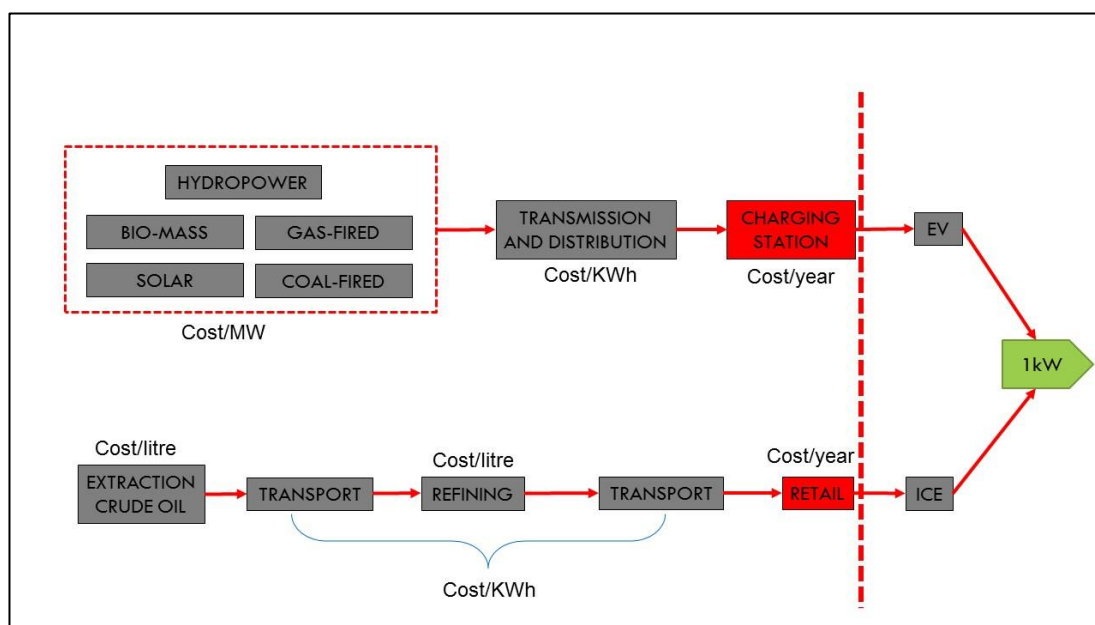 HYDROPOWER
BIO-MASS
GAS-FIRED
SOLAR
COAL-FIRED
Cost/MW
TRANSMISSION
AND DISTRIBUTION
Cost/KWh
CHARGING
STATION
Cost/year
EV
1kW
Cost/litre
EXTRACTION
CRUDE OIL
TRANSPORT
Cost/litre
REFINING
TRANSPORT
Cost/year
RETAIL
ICE
Cost/KWh